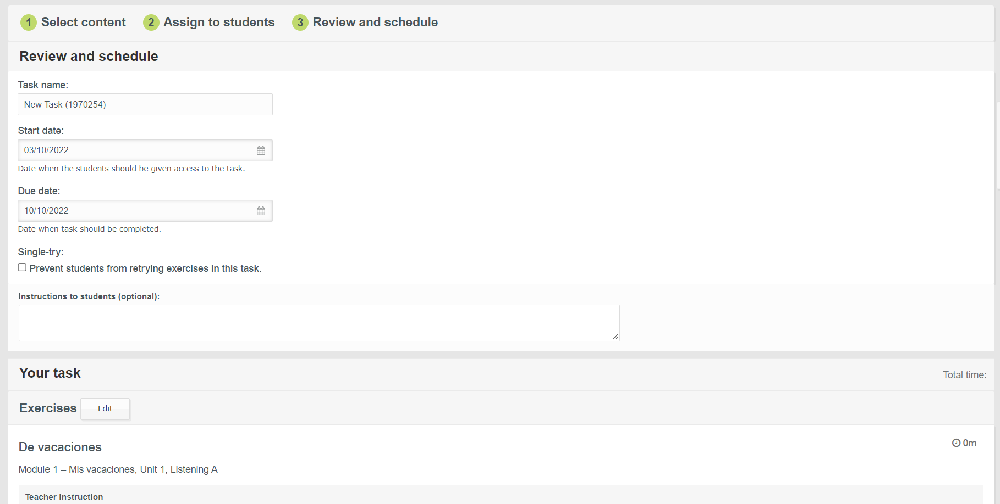 1 Select content 2 Assign to students 3 Review and schedule
Review and schedule
Task name:
New Task (1970254)
Start date:
03/10/2022
Date when the students should be given access to the task.
Due date:
10/10/2022
Date when task should be completed.
Single-try:
Prevent students from retrying exercises in this task.
Instructions to students (optional):
Your task Total time:
Exercises Edit
De vacaciones 0m
Module 1 – Mis vacaciones, Unit 1, Listening A
Teacher Instruction